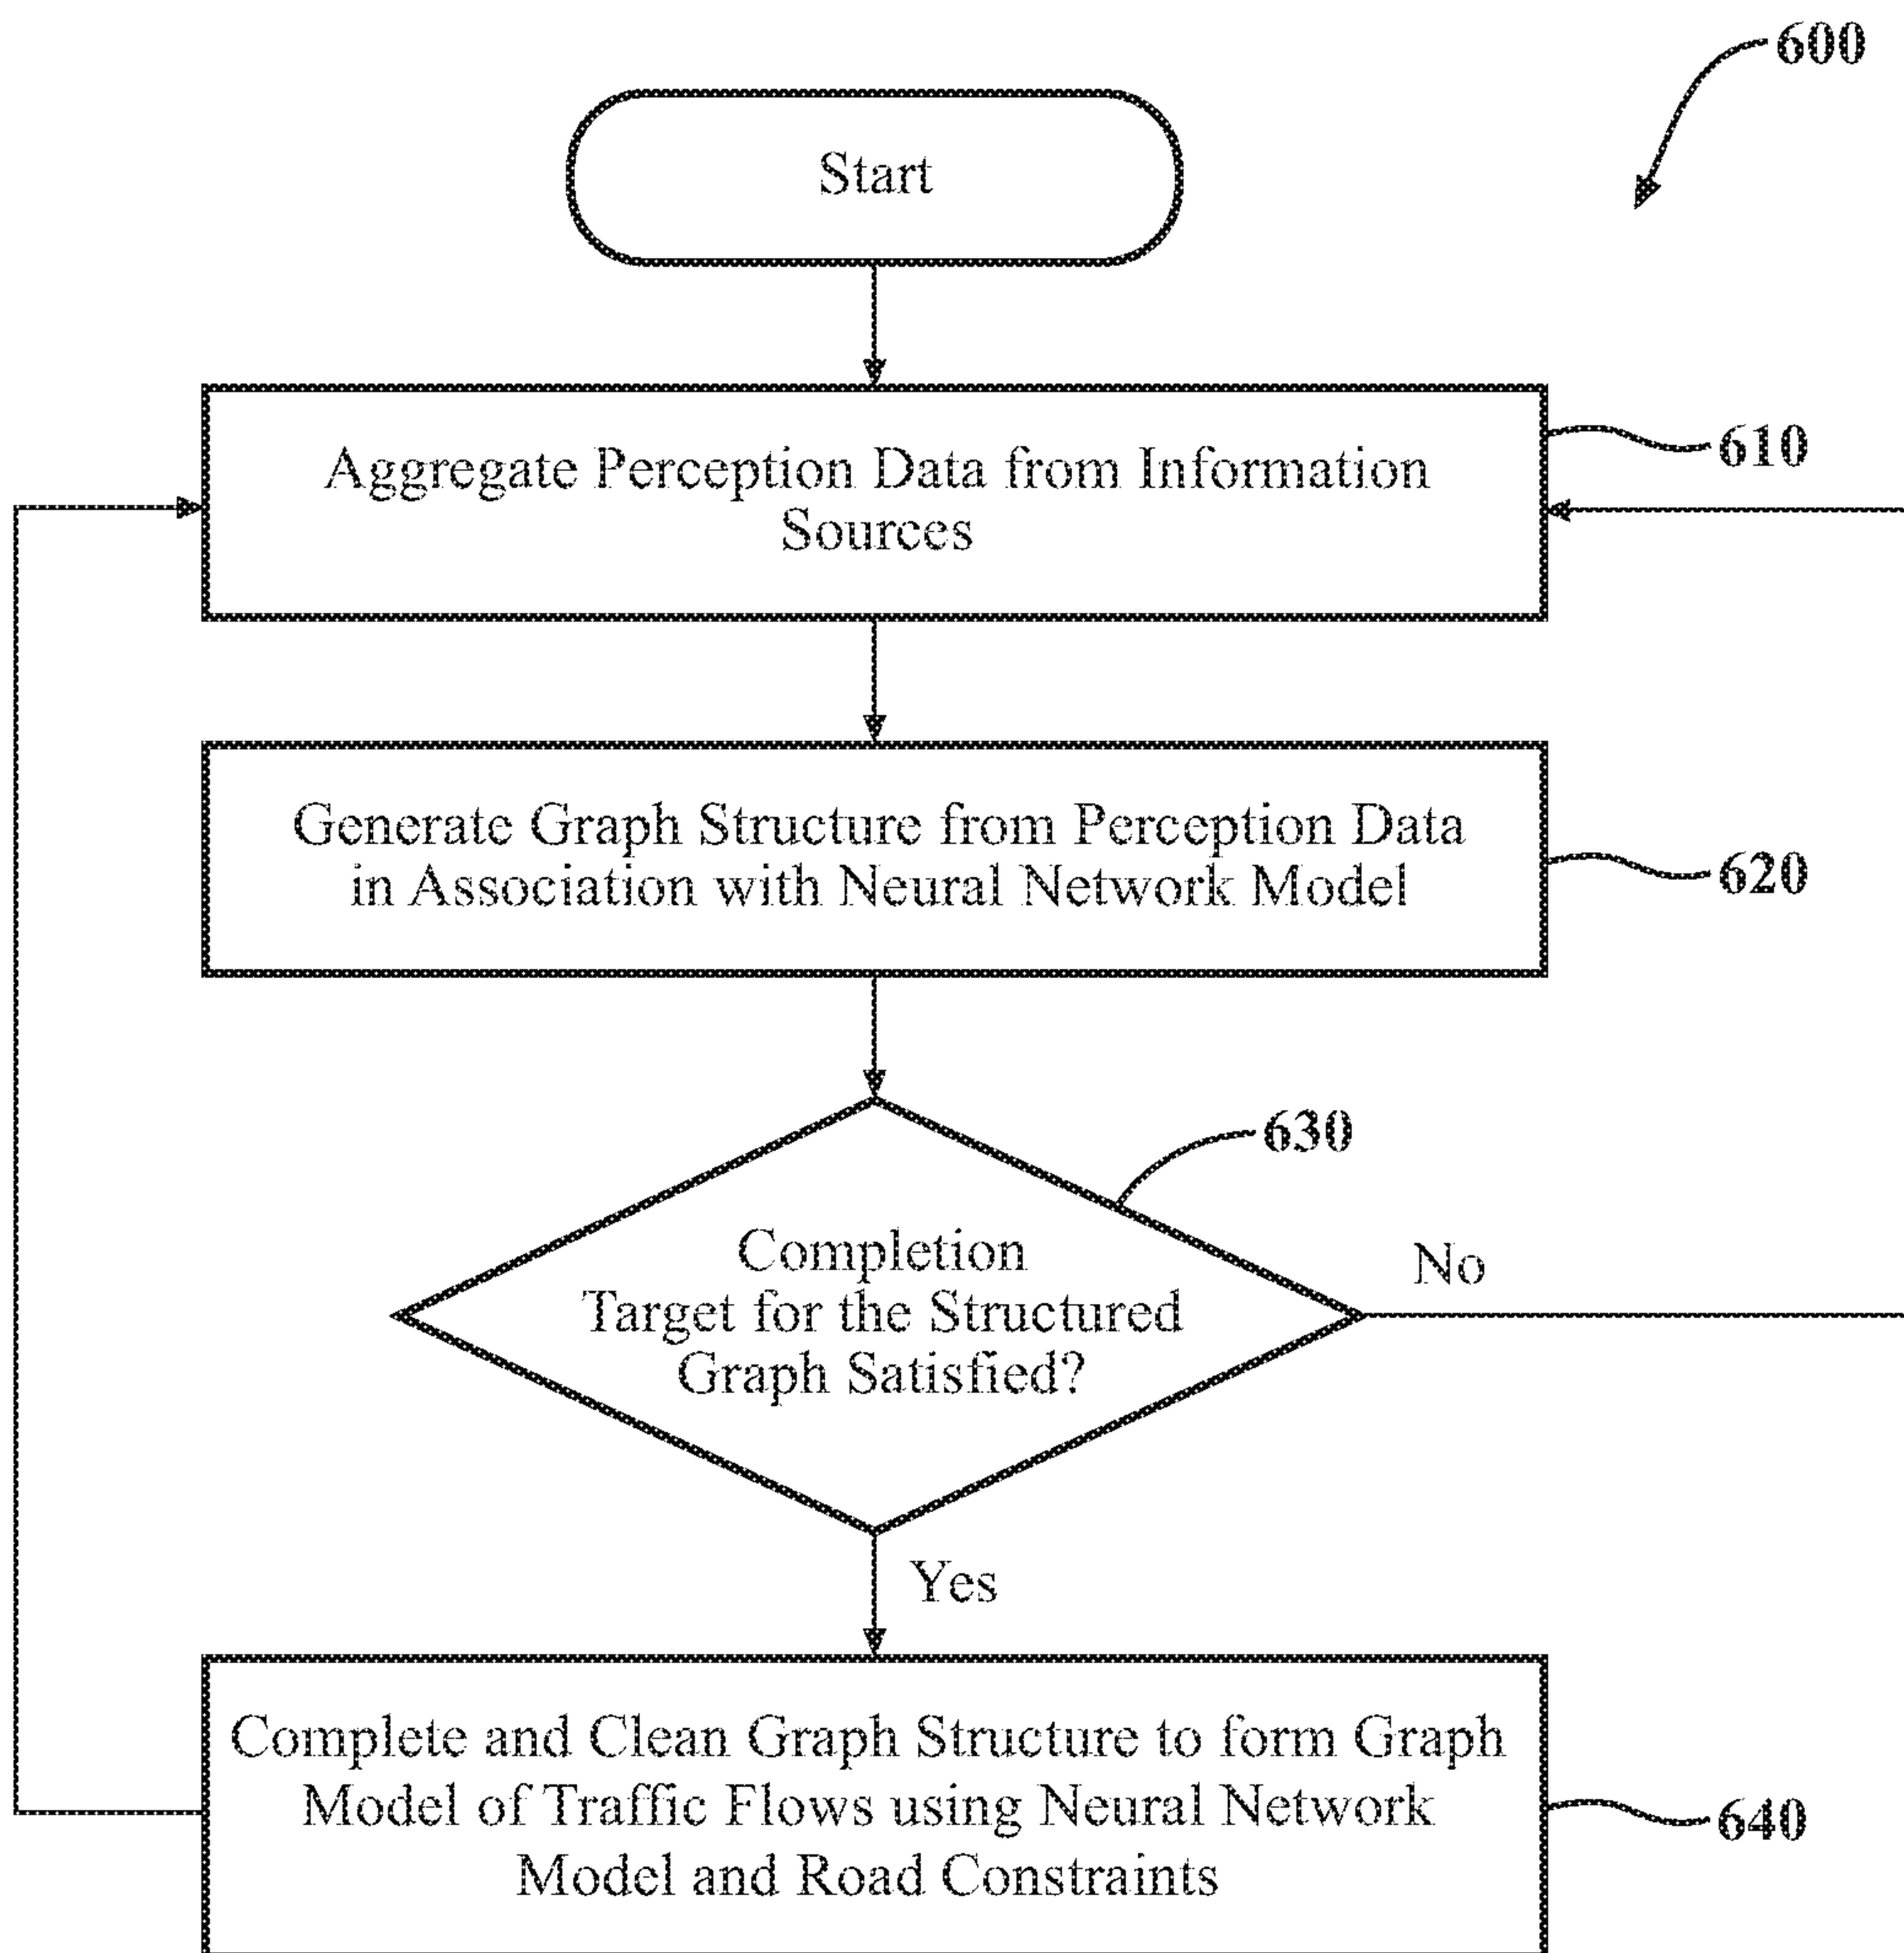 600
Start
Aggregate Perception Data from Information
Sources
610
Generate Graph Structure from Perception Data
in Association with Neural Network Model
620
630
Completion
Target for the Structured
Graph Satisfied?
No
Yes
Complete and Clean Graph Structure to form Graph
Model of Traffic Flows using Neural Network
Model and Road Constraints
640